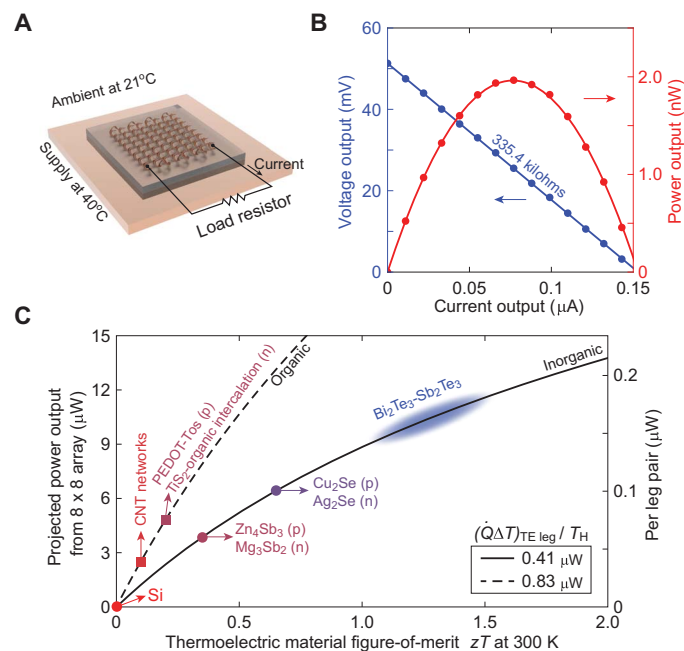 A
Ambient at 21°C
Supply at 40°C
Current
Load resistor
B
Voltage output (mV)
60
40
20
0
335.4 kilohms
2.0
1.0
0
Power output (nW)
0
0.05
0.10
0.15
Current output (µA)
C
Projected power output
from 8 x 8 array (µW)
15
12
9
6
3
0
CNT networks
PEDOT-Tos (p)
TiS2-organic intercalation (n)
Organic
Inorganic
Bi2Te3-Sb2Te3
Cu2Se (p)
Ag2Se (n)
Zn4Sb3 (p)
Mg3Sb2 (n)
Si
(Q̇ΔT)TE leg / TH
0.41 µW
0.83 µW
0.2
0.1
0
Per leg pair (µW)
0
0.5
1.0
1.5
2.0
Thermoelectric material figure-of-merit zT at 300 K